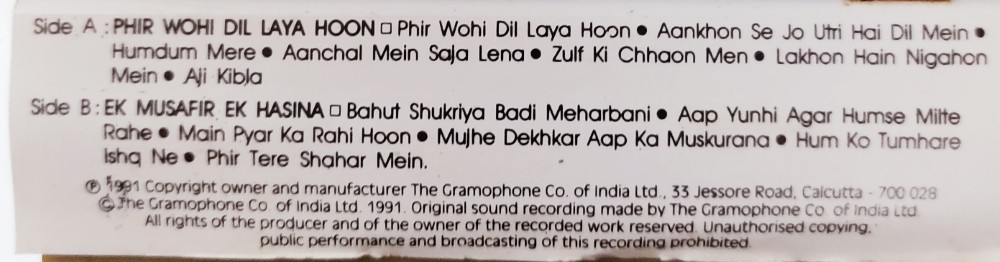 Side A : PHIR WOHI DIL LAYA HOON □ Phir Wohi Dil Laya Hoon ● Aankhon Se Jo Utri Hai Dil Mein ●
Humdum Mere ● Aanchal Mein Saja Lena ● Zulf Ki Chhaon Men ● Lakhon Hain Nigahon
Mein ● Aji Kibla
Side B : EK MUSAFIR EK HASINA □ Bahut Shukriya Badi Meharbani ● Aap Yunhi Agar Humse Milte
Rahe ● Main Pyar Ka Rahi Hoon ● Mujhe Dekhkar Aap Ka Muskurana ● Hum Ko Tumhare
Ishq Ne ● Phir Tere Shahar Mein.
℗ 1991 Copyright owner and manufacturer The Gramophone Co. of India Ltd., 33 Jessore Road, Calcutta - 700 028
© The Gramophone Co. of India Ltd. 1991. Original sound recording made by The Gramophone Co. of India Ltd.
All rights of the producer and of the owner of the recorded work reserved. Unauthorised copying,
public performance and broadcasting of this recording prohibited.